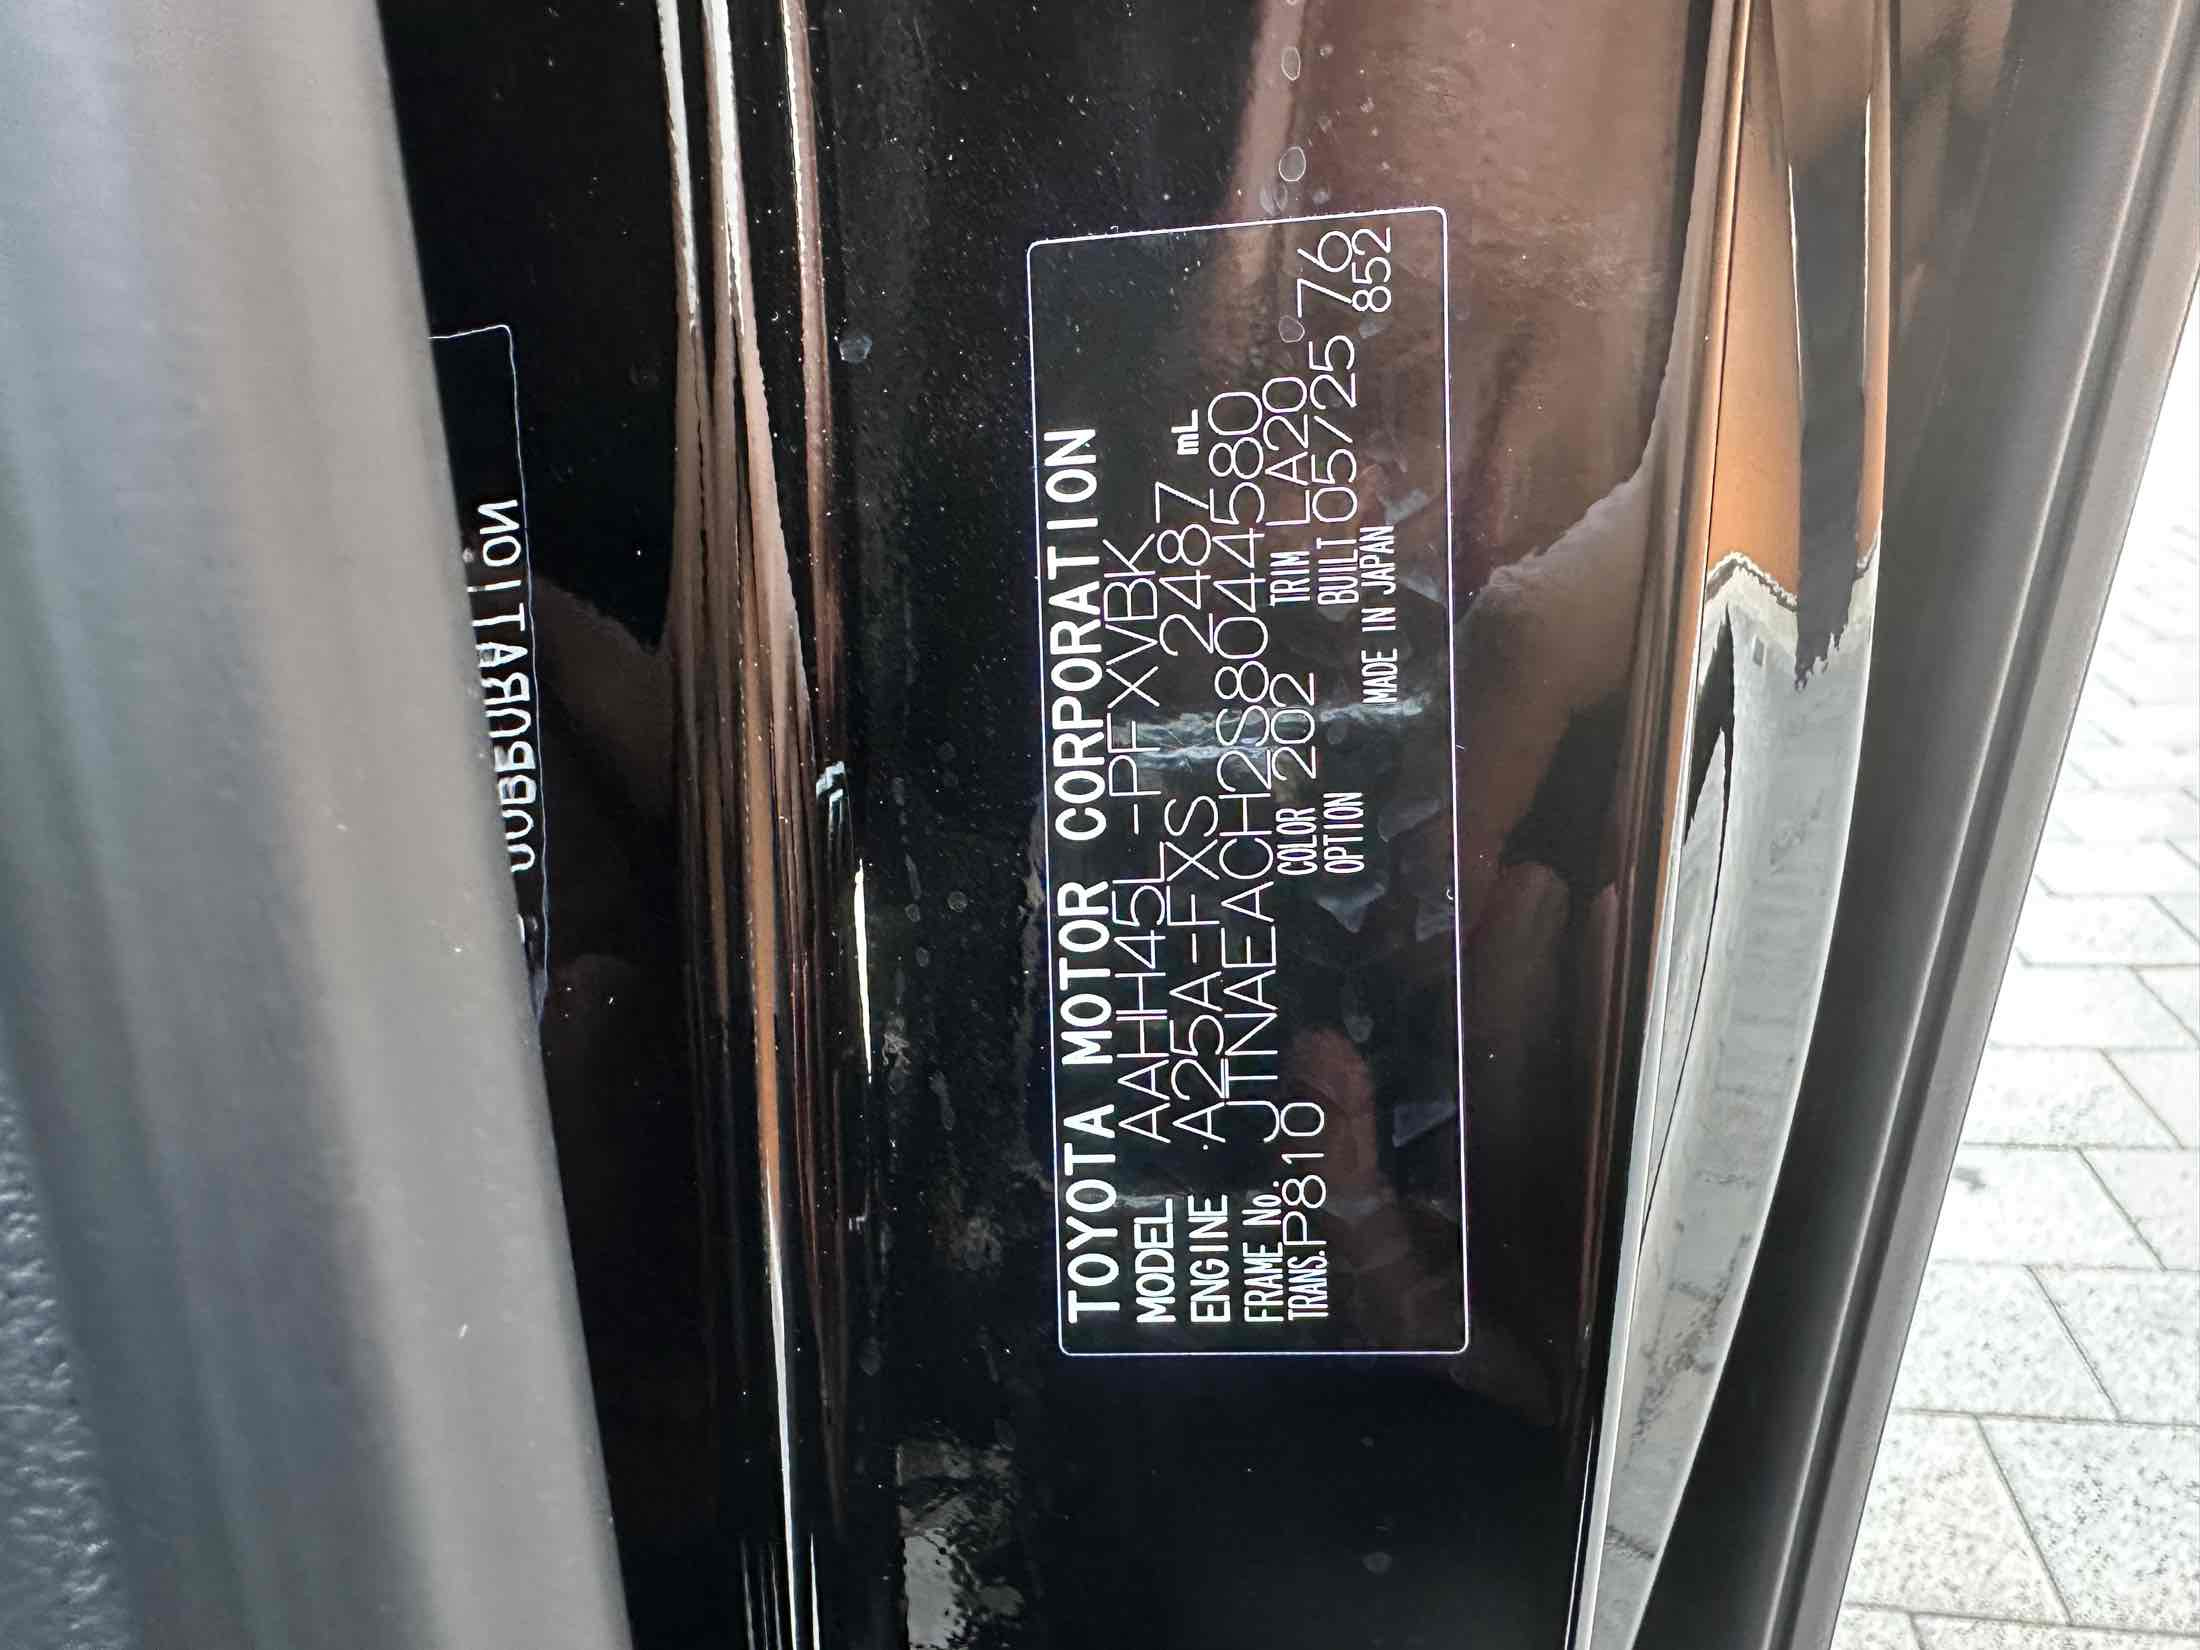 TOYOTA MOTOR CORPORATION
MODEL AAHH45L-PFXVBK
ENGINE A25A-FXS 2487 mL
FRAME No. JTNAEACH2S8044580
TRANS. P810 COLOR 202 TRIM LA20
OPTION BUILT 05/25 76
MADE IN JAPAN 852
CORPORATION